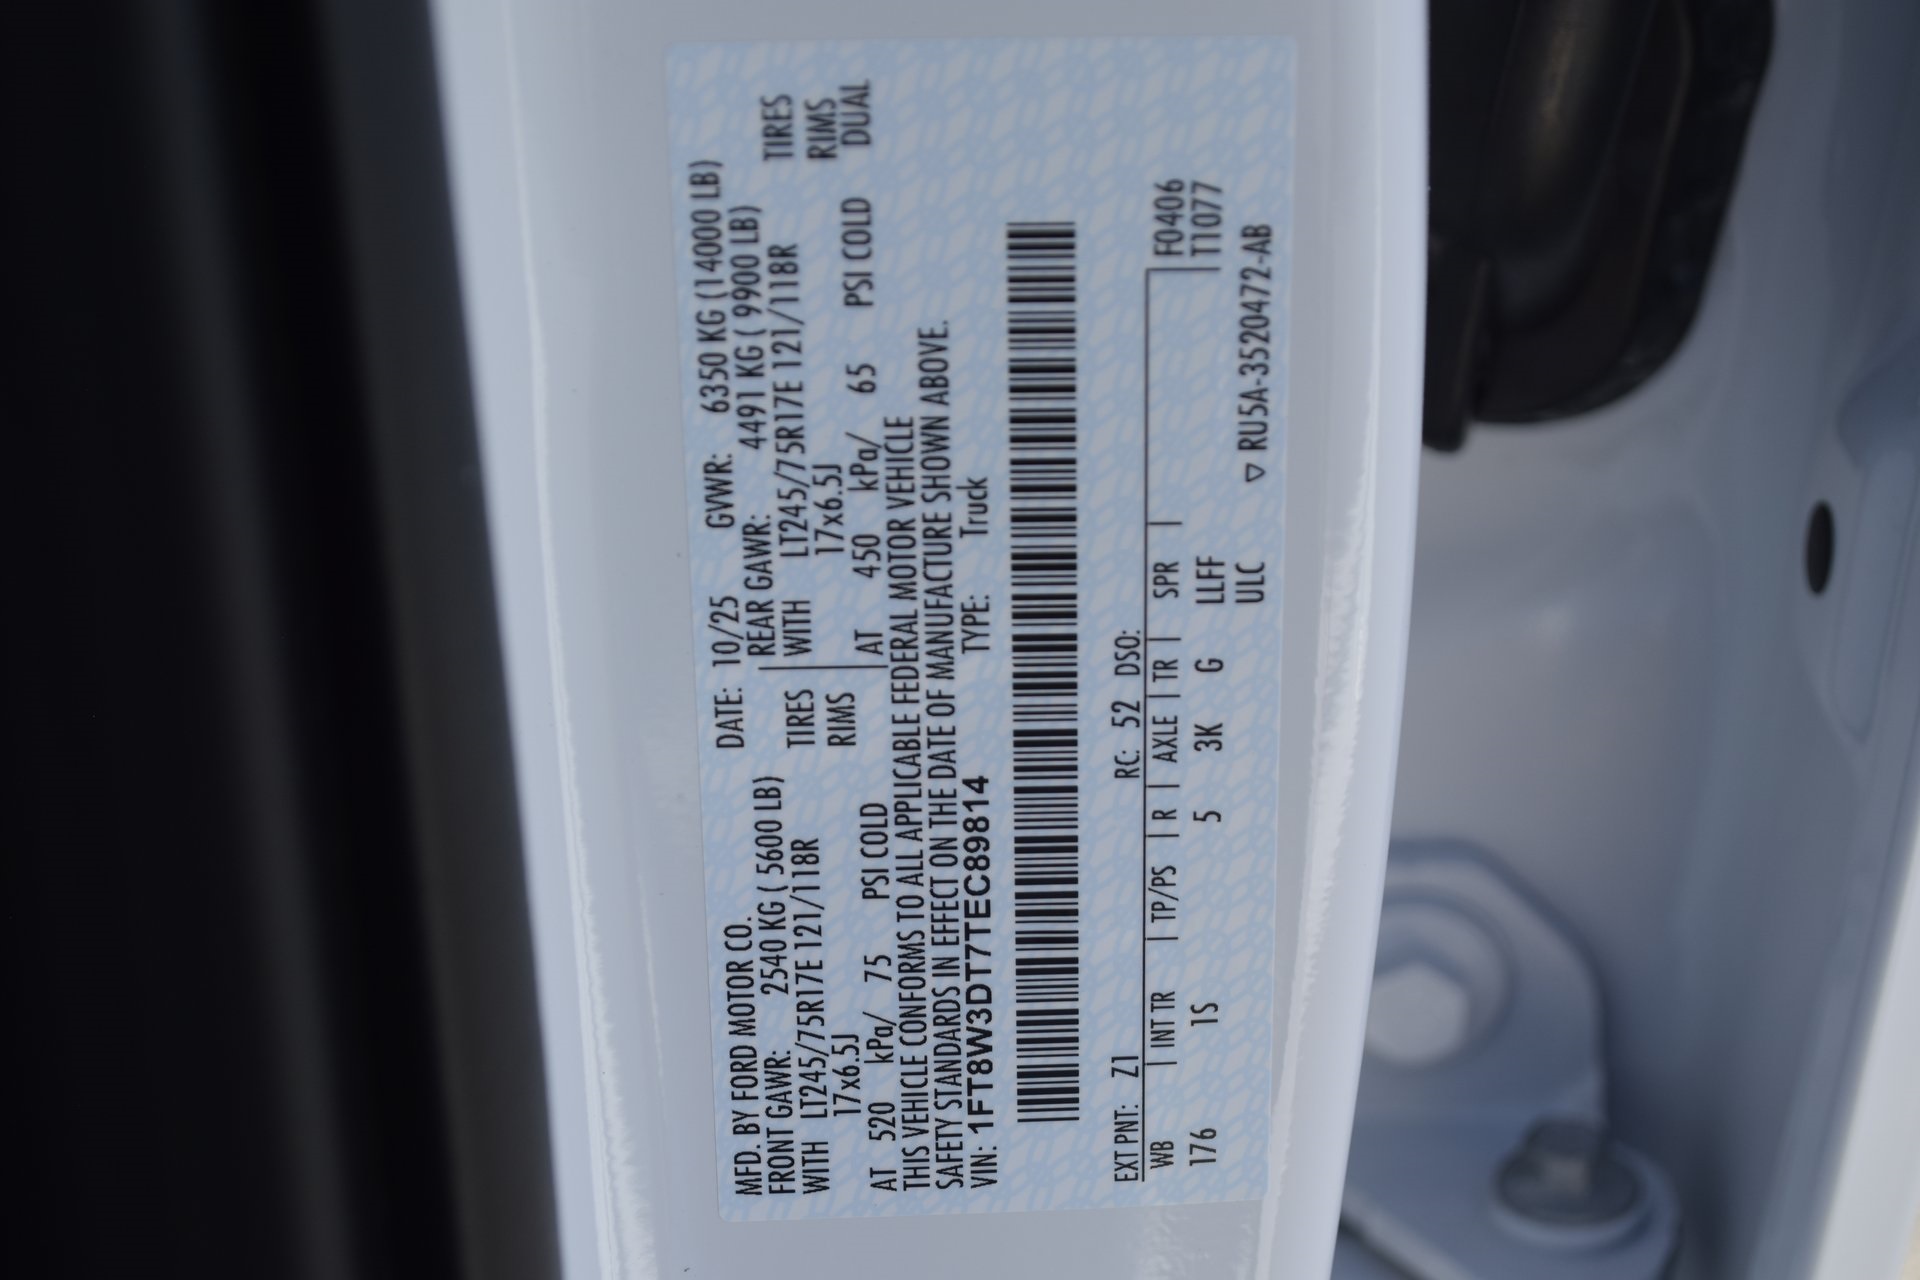 MFD. BY FORD MOTOR CO. DATE: 10/25 GVWR: 6350 KG (14000 LB)
FRONT GAWR: 2540 KG ( 5600 LB) REAR GAWR: 4491 KG ( 9900 LB)
WITH LT245/75R17E 121/118R TIRES WITH LT245/75R17E 121/118R TIRES
17x6.5J RIMS 17x6.5J RIMS
AT 520 kPa/ 75 PSI COLD AT 450 kPa/ 65 PSI COLD DUAL
THIS VEHICLE CONFORMS TO ALL APPLICABLE FEDERAL MOTOR VEHICLE
SAFETY STANDARDS IN EFFECT ON THE DATE OF MANUFACTURE SHOWN ABOVE.
VIN: 1FT8W3DT7TEC89814 TYPE: Truck
EXT PNT: Z1 RC: 52 DSO:
WB | INT TR | TP/PS | R | AXLE | TR | SPR | F0406
176 1S 5 3K G LLFF T1077
ULC ▽ RU5A-3520472-AB